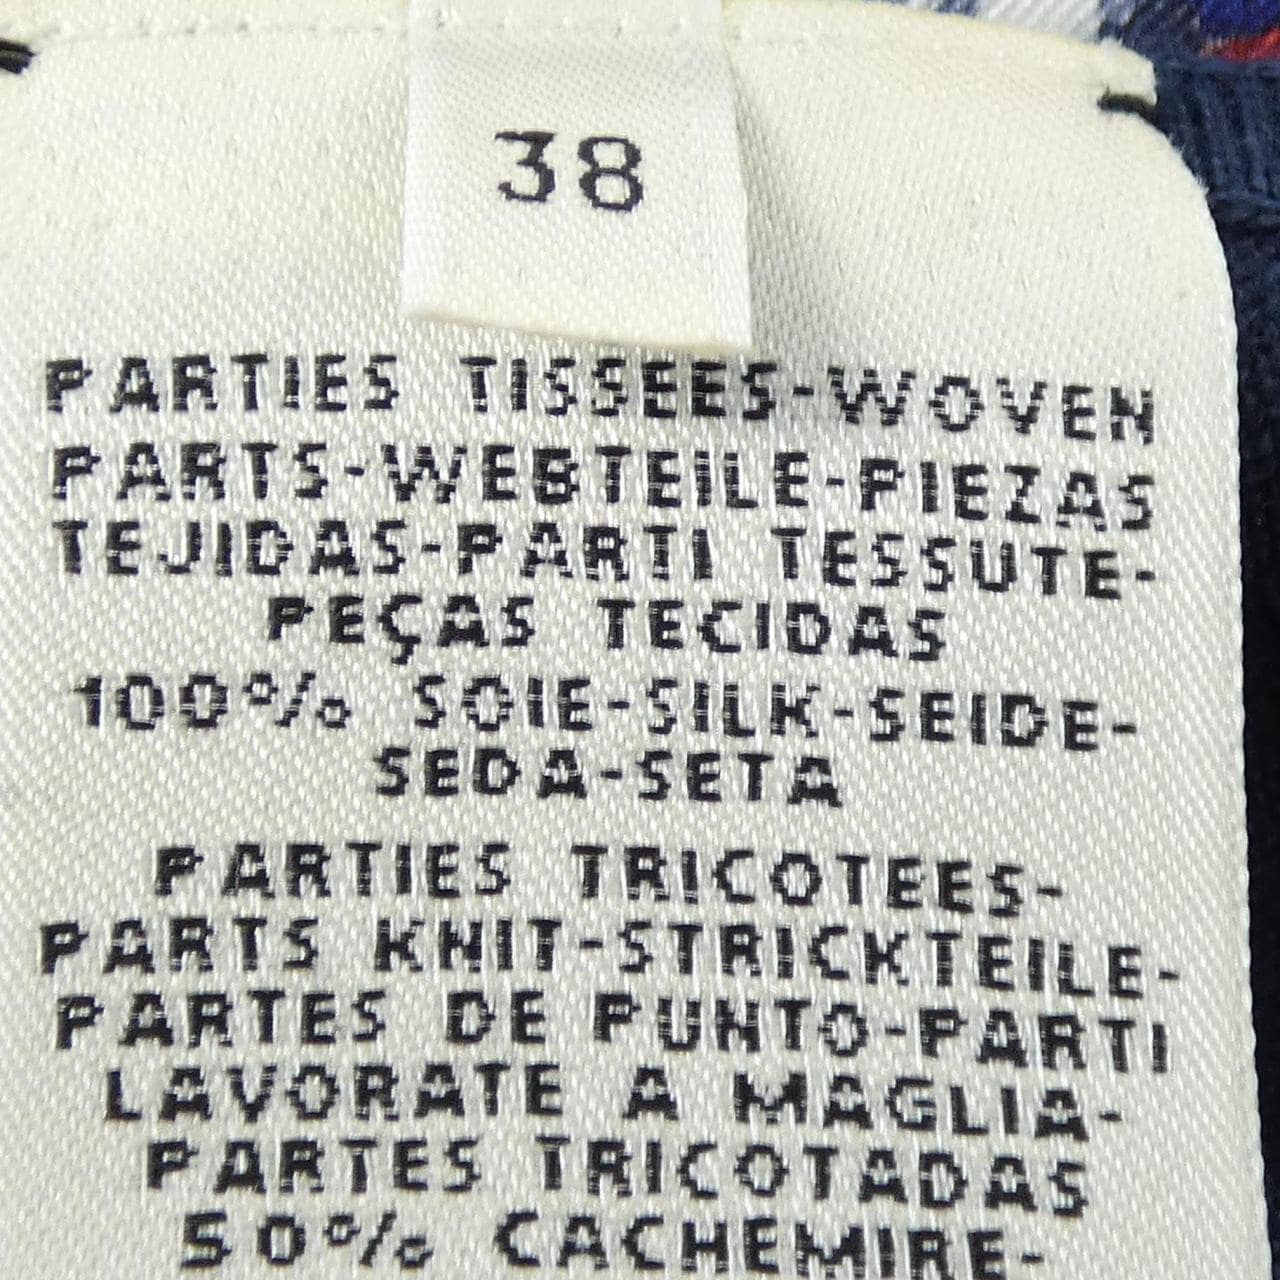 38
PARTIES TISSEES-WOVEN
PARTS-WEBTEILE-PIEZAS
TEJIDAS-PARTI TESSUTE-
PEÇAS TECIDAS
100% SOIE-SILK-SEIDE-
SEDA-SETA
PARTIES TRICOTEES-
PARTS KNIT-STRICKTEILE-
PARTES DE PUNTO-PARTI
LAVORATE A MAGLIA-
PARTES TRICOTADAS
50% CACHEMIRE-